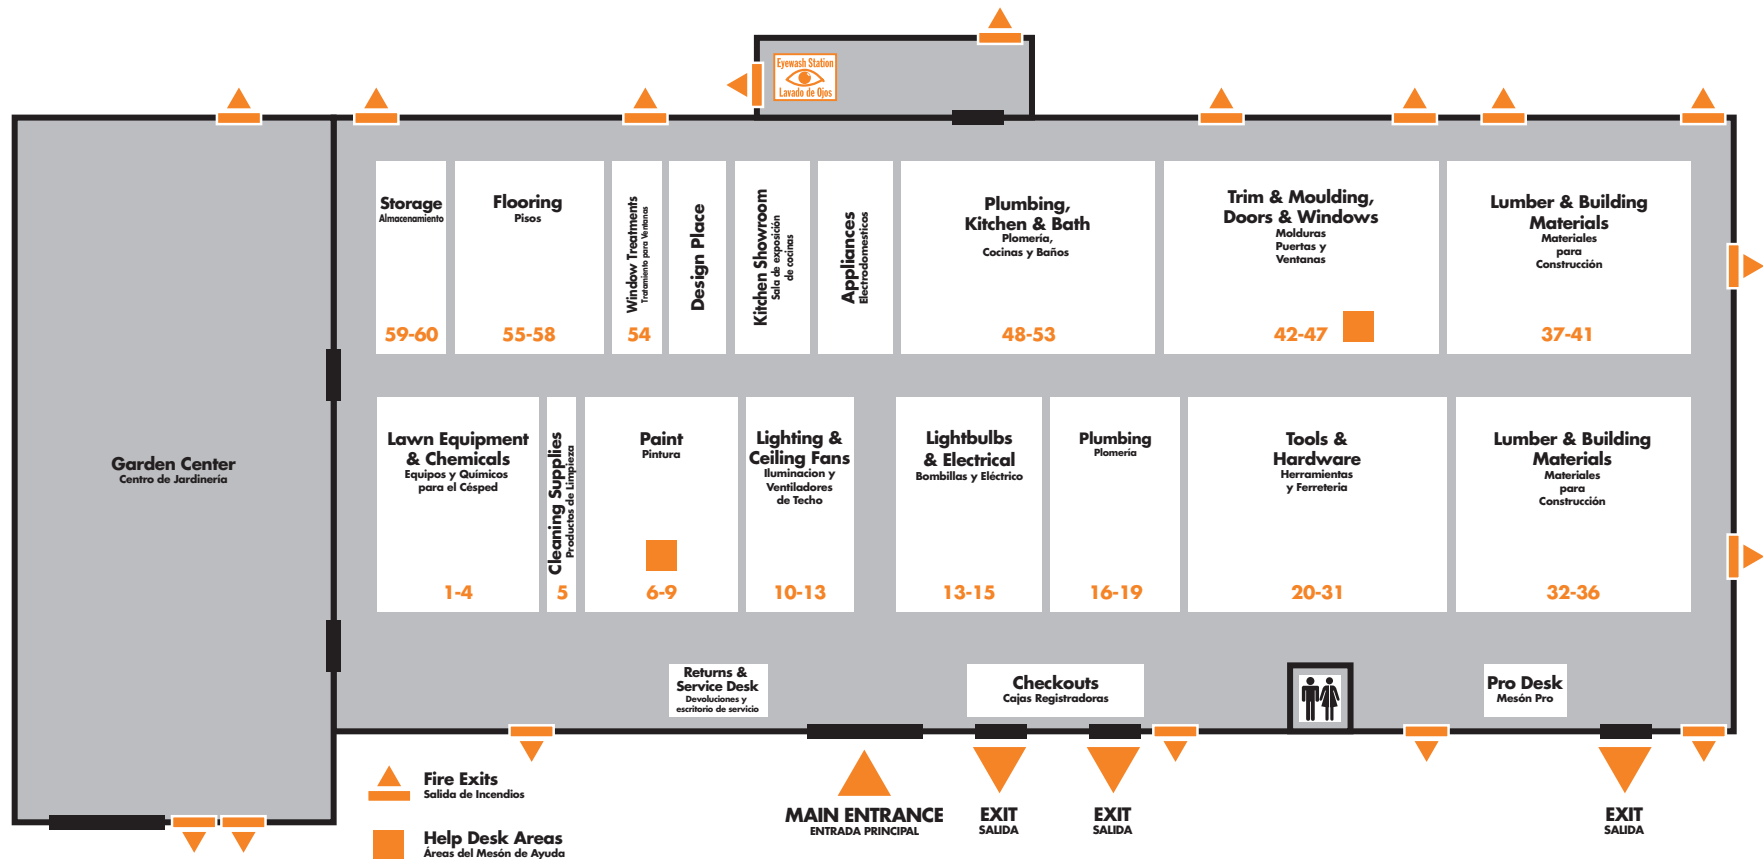 Eyewash Station
Lavado de Ojos
Storage
Almacenamiento
59-60
Flooring
Pisos
55-58
Window Treatments
Tratamiento para Ventanas
54
Design Place
Kitchen Showroom
Sala de exposición
de cocinas
Appliances
Electrodomesticos
Plumbing,
Kitchen & Bath
Plomería,
Cocinas y Baños
48-53
Trim & Moulding,
Doors & Windows
Molduras
Puertas y
Ventanas
42-47
Lumber & Building
Materials
Materiales
para
Construcción
37-41
Garden Center
Centro de Jardinería
Lawn Equipment
& Chemicals
Equipos y Químicos
para el Césped
1-4
Cleaning Supplies
Productos de Limpieza
5
Paint
Pintura
6-9
Lighting &
Ceiling Fans
Iluminacion y
Ventiladores
de Techo
10-13
Lightbulbs
& Electrical
Bombillas y Eléctrico
13-15
Plumbing
Plomería
16-19
Tools &
Hardware
Herramientas
y Ferreteria
20-31
Lumber & Building
Materials
Materiales
para
Construcción
32-36
Returns &
Service Desk
Devoluciones y
escritorio de servicio
Checkouts
Cajas Registradoras
Pro Desk
Mesón Pro
Fire Exits
Salida de Incendios
Help Desk Areas
Áreas del Mesón de Ayuda
MAIN ENTRANCE
ENTRADA PRINCIPAL
EXIT
SALIDA
EXIT
SALIDA
EXIT
SALIDA